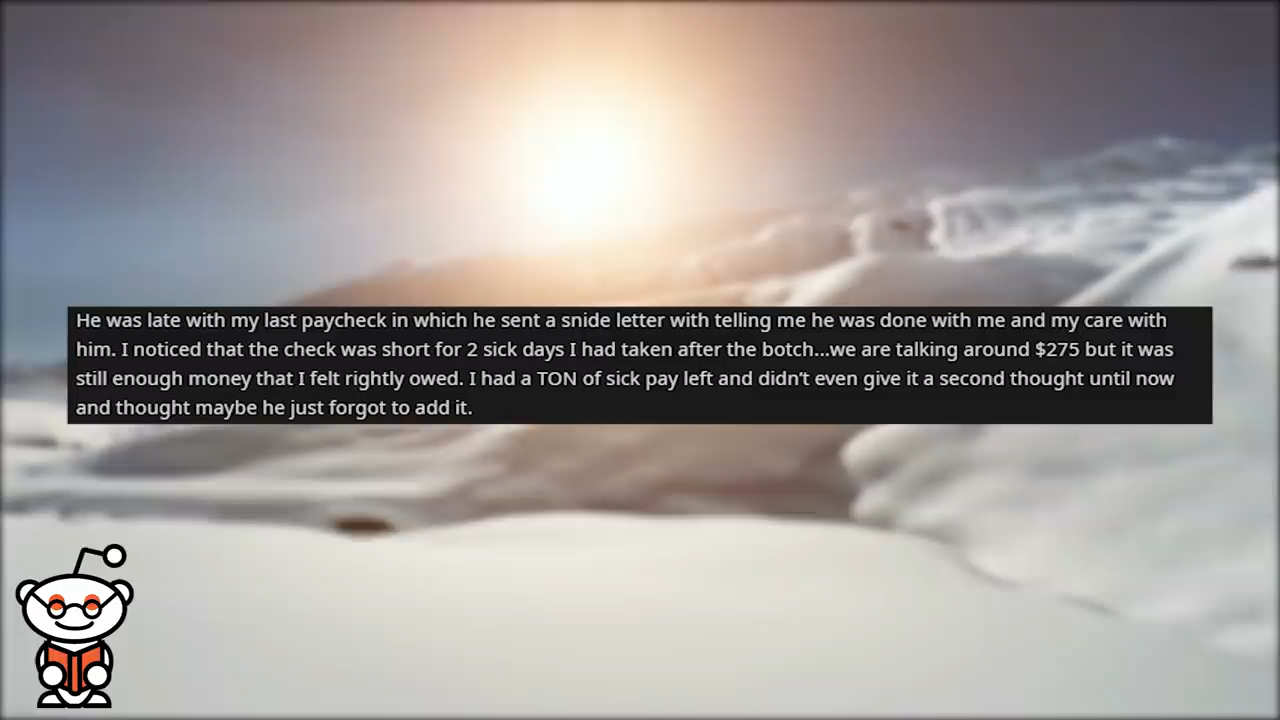 He was late with my last paycheck in which he sent a snide letter with telling me he was done with me and my care with
him. I noticed that the check was short for 2 sick days I had taken after the botch...we are talking around $275 but it was
still enough money that I felt rightly owed. I had a TON of sick pay left and didn’t even give it a second thought until now
and thought maybe he just forgot to add it.